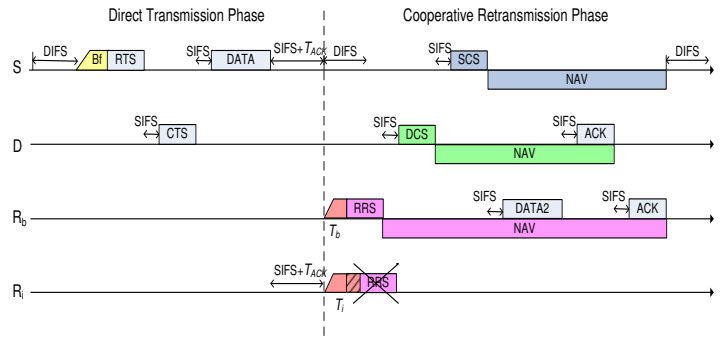 Direct Transmission Phase
Cooperative Retransmission Phase
DIFS
SIFS
SIFS+T_ACK
DIFS
SIFS
DIFS
S
Bf
RTS
DATA
SCS
NAV
SIFS
SIFS
SIFS
D
CTS
DCS
ACK
NAV
SIFS
SIFS
R_b
RRS
DATA2
ACK
T_b
NAV
SIFS+T_ACK
R_i
RRS
T_i